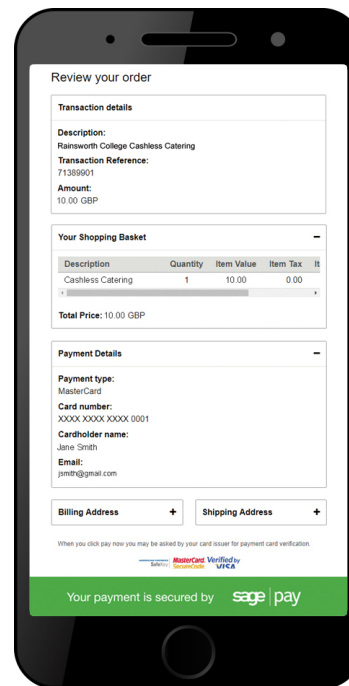 Review your order
Transaction details
Description:
Rainsworth College Cashless Catering
Transaction Reference:
71389901
Amount:
10.00 GBP
Your Shopping Basket –
Description Quantity Item Value Item Tax It
Cashless Catering 1 10.00 0.00
Total Price: 10.00 GBP
Payment Details –
Payment type:
MasterCard
Card number:
XXXX XXXX XXXX 0001
Cardholder name:
Jane Smith
Email:
jsmith@gmail.com
Billing Address + Shipping Address +
When you click pay now you may be asked by your card issuer for payment card verification.
SafeKey MasterCard. Verified by
SecureCode. VISA
Your payment is secured by sage pay